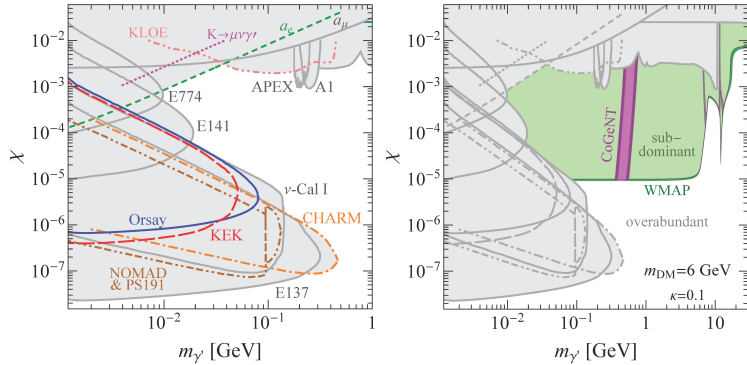 KLOE
K→μνγ′
a_e
a_μ
APEX
A1
E774
E141
ν-Cal I
Orsay
KEK
CHARM
NOMAD
& PS191
E137
10⁻²
10⁻³
10⁻⁴
10⁻⁵
10⁻⁶
10⁻⁷
χ
10⁻²
10⁻¹
1
m_γ′ [GeV]
CoGeNT
sub-
dominant
WMAP
overabundant
m_DM=6 GeV
κ=0.1
10⁻²
10⁻³
10⁻⁴
10⁻⁵
10⁻⁶
10⁻⁷
χ
10⁻²
10⁻¹
1
10
m_γ′ [GeV]